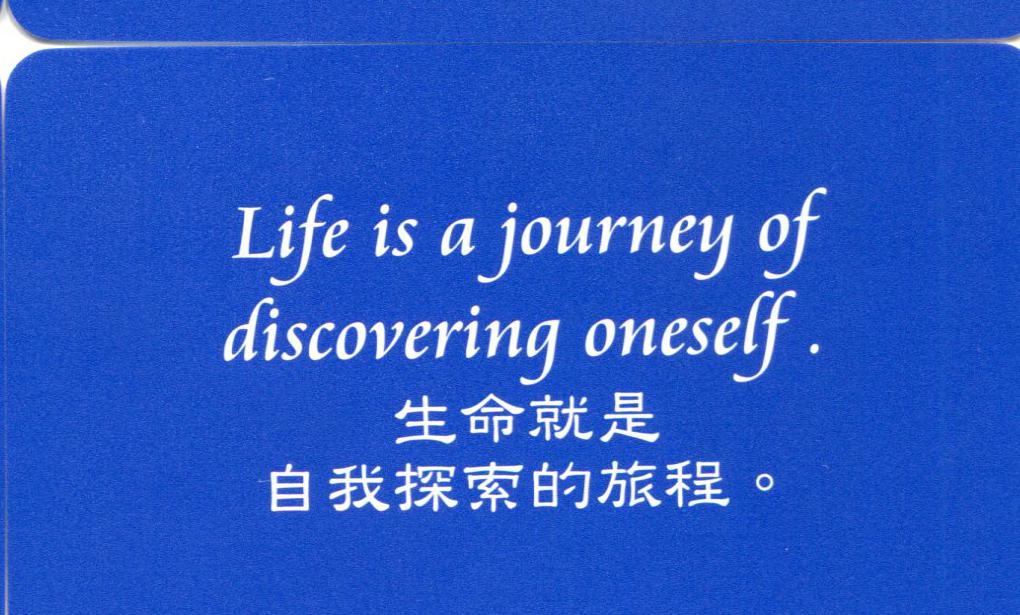 Life is a journey of
discovering oneself .
生命就是
自我探索的旅程。